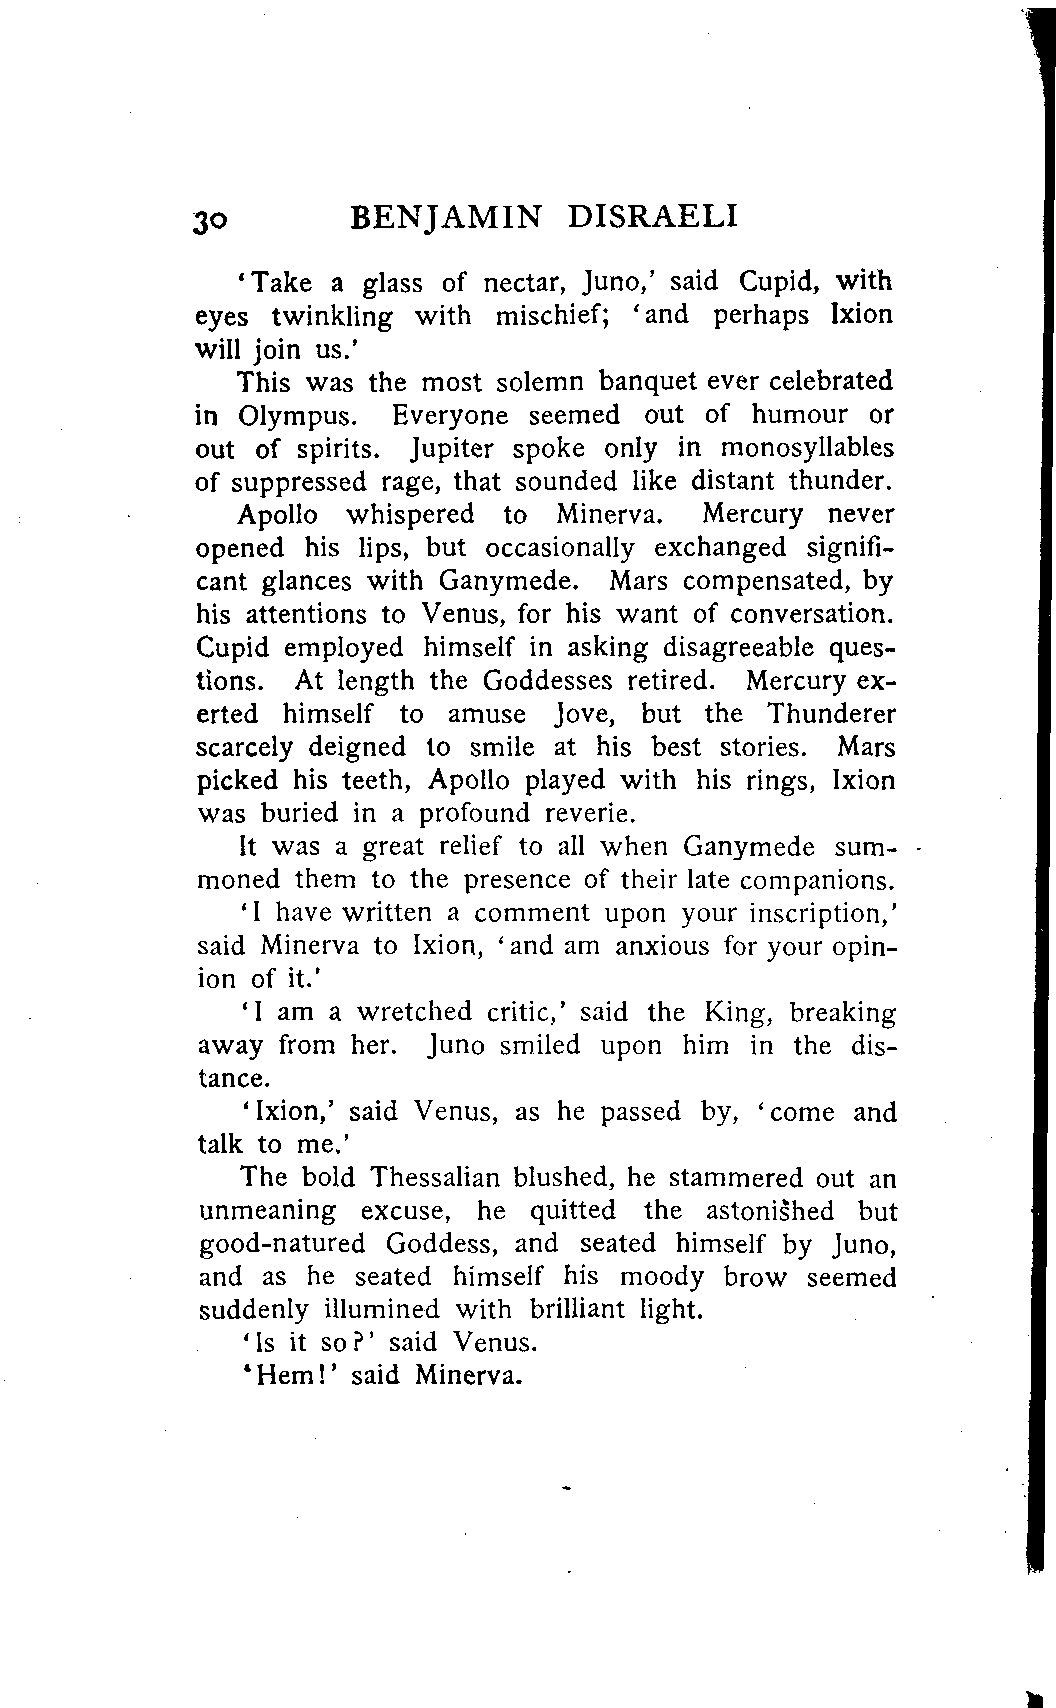 30 BENJAMIN DISRAELI
‘Take a glass of nectar, Juno,’ said Cupid, with
eyes twinkling with mischief; ‘and perhaps Ixion
will join us.’
This was the most solemn banquet ever celebrated
in Olympus. Everyone seemed out of humour or
out of spirits. Jupiter spoke only in monosyllables
of suppressed rage, that sounded like distant thunder.
Apollo whispered to Minerva. Mercury never
opened his lips, but occasionally exchanged signifi-
cant glances with Ganymede. Mars compensated, by
his attentions to Venus, for his want of conversation.
Cupid employed himself in asking disagreeable ques-
tions. At length the Goddesses retired. Mercury ex-
erted himself to amuse Jove, but the Thunderer
scarcely deigned to smile at his best stories. Mars
picked his teeth, Apollo played with his rings, Ixion
was buried in a profound reverie.
It was a great relief to all when Ganymede sum-
moned them to the presence of their late companions.
‘I have written a comment upon your inscription,’
said Minerva to Ixion, ‘and am anxious for your opin-
ion of it.’
‘I am a wretched critic,’ said the King, breaking
away from her. Juno smiled upon him in the dis-
tance.
‘Ixion,’ said Venus, as he passed by, ‘come and
talk to me.’
The bold Thessalian blushed, he stammered out an
unmeaning excuse, he quitted the astonished but
good-natured Goddess, and seated himself by Juno,
and as he seated himself his moody brow seemed
suddenly illumined with brilliant light.
‘Is it so?’ said Venus.
‘Hem!’ said Minerva.